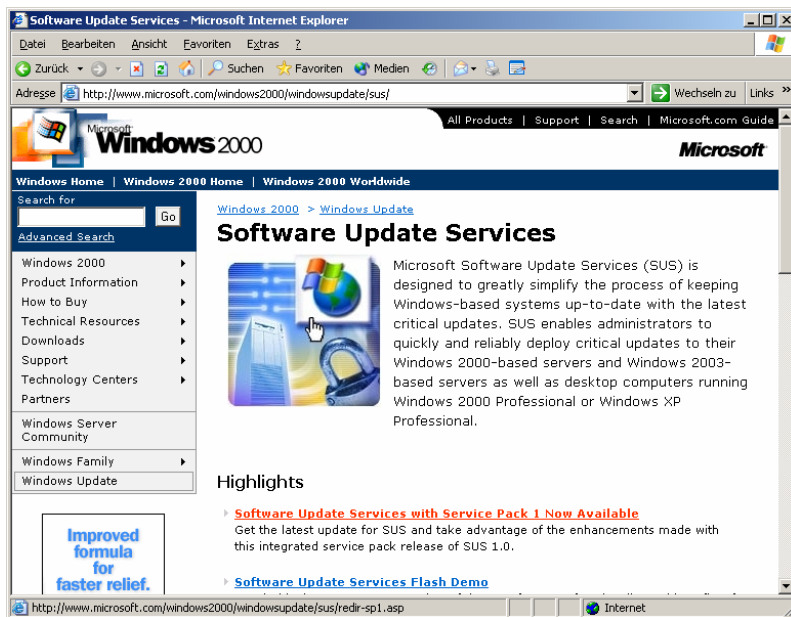 Software Update Services - Microsoft Internet Explorer
Datei Bearbeiten Ansicht Favoriten Extras ?
Zurück Suchen Favoriten Medien
Adresse http://www.microsoft.com/windows2000/windowsupdate/sus/ Wechseln zu Links »
All Products | Support | Search | Microsoft.com Guide
Microsoft
Windows 2000
Microsoft
Windows Home | Windows 2000 Home | Windows 2000 Worldwide
Search for
Go
Advanced Search
Windows 2000
Product Information
How to Buy
Technical Resources
Downloads
Support
Technology Centers
Partners
Windows Server
Community
Windows Family
Windows Update
Improved
formula
for
faster relief.
Windows 2000 > Windows Update
Software Update Services
Microsoft Software Update Services (SUS) is
designed to greatly simplify the process of keeping
Windows-based systems up-to-date with the latest
critical updates. SUS enables administrators to
quickly and reliably deploy critical updates to their
Windows 2000-based servers and Windows 2003-
based servers as well as desktop computers running
Windows 2000 Professional or Windows XP
Professional.
Highlights
Software Update Services with Service Pack 1 Now Available
Get the latest update for SUS and take advantage of the enhancements made with
this integrated service pack release of SUS 1.0.
Software Update Services Flash Demo
http://www.microsoft.com/windows2000/windowsupdate/sus/redir-sp1.asp Internet